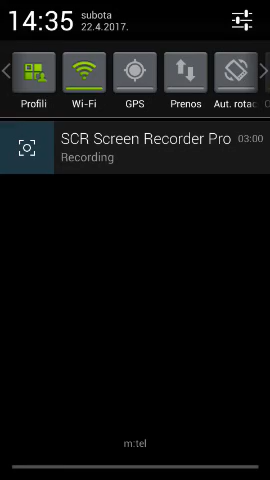 14:35
subota
22.4.2017.
Profili
Wi-Fi
GPS
Prenos
Aut. rotac
SCR Screen Recorder Pro
03:00
Recording
m:tel